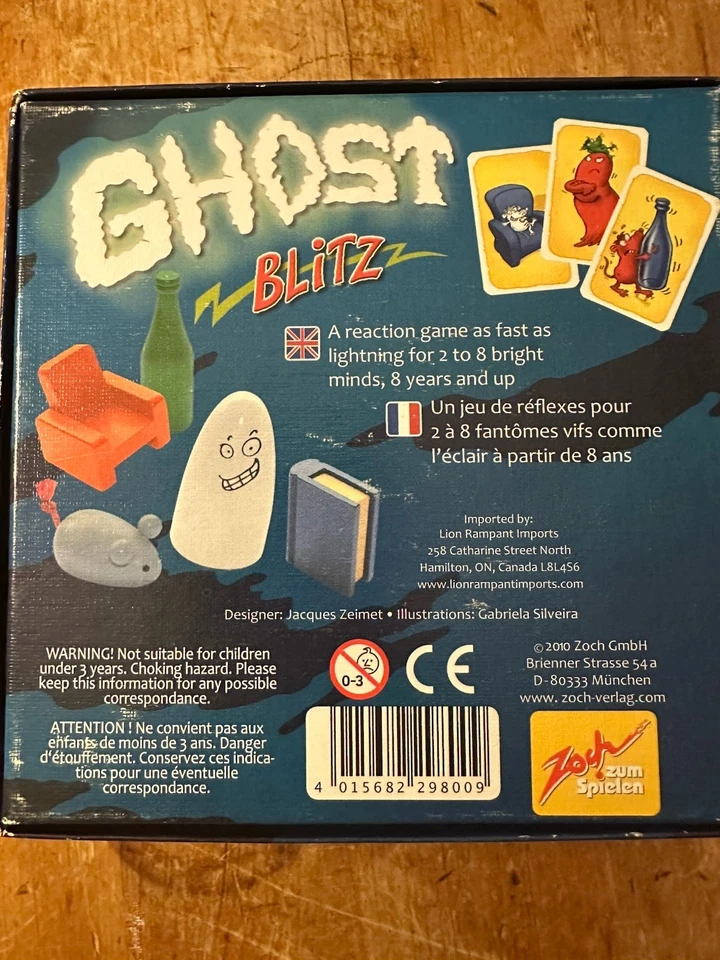 GHOST
BLiTZ
A reaction game as fast as
lightning for 2 to 8 bright
minds, 8 years and up
Un jeu de réflexes pour
2 à 8 fantômes vifs comme
l'éclair à partir de 8 ans
Imported by:
Lion Rampant Imports
258 Catharine Street North
Hamilton, ON, Canada L8L4S6
www.lionrampantimports.com
Designer: Jacques Zeimet • Illustrations: Gabriela Silveira
WARNING! Not suitable for children
under 3 years. Choking hazard. Please
keep this information for any possible
correspondance.
ATTENTION ! Ne convient pas aux
enfants de moins de 3 ans. Danger
d'étouffement. Conservez ces indica-
tions pour une éventuelle
correspondance.
0-3
CE
4 015682 298009
© 2010 Zoch GmbH
Brienner Strasse 54 a
D - 80333 München
www. zoch-verlag.com
Zoch
zum
Spielen